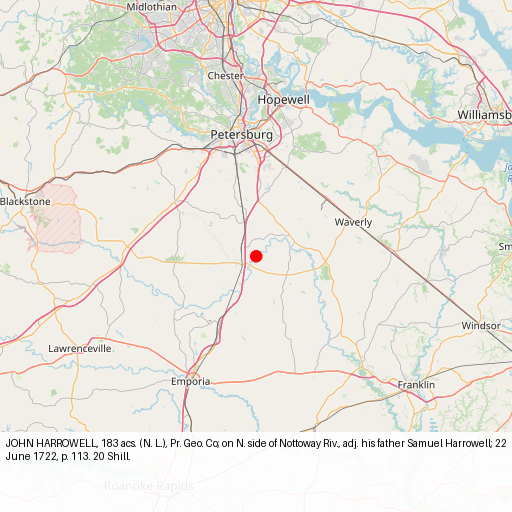 Midlothian
Chester
Hopewell
Williamsb
Petersburg
Blackstone
Waverly
Sm
Windsor
Lawrenceville
Emporia
Franklin
JOHN HARROWELL, 183 acs. (N. L.), Pr. Geo. Co; on N. side of Nottoway Riv., adj. his father Samuel Harrowell; 22
June 1722, p. 113. 20 Shill.
Roanoke Rapids